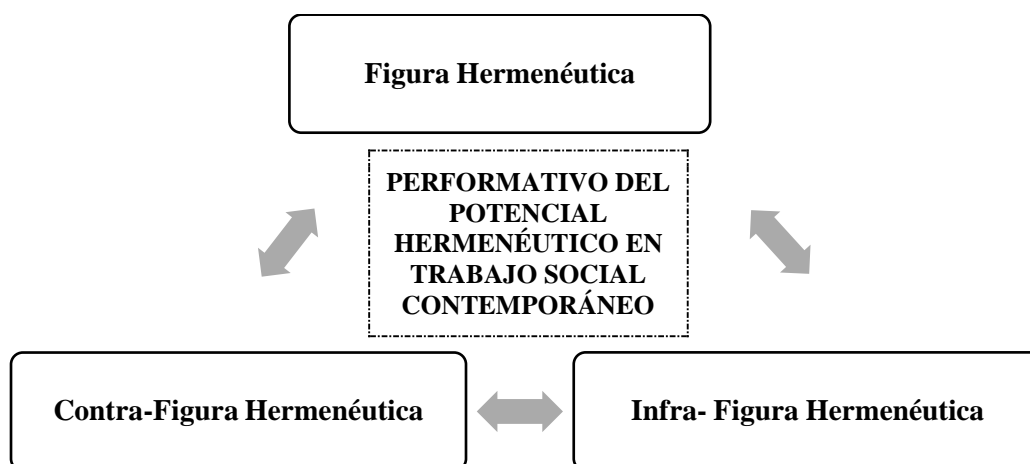 Figura Hermenéutica
PERFORMATIVO DEL
POTENCIAL
HERMENÉUTICO EN
TRABAJO SOCIAL
CONTEMPORÁNEO
Contra-Figura Hermenéutica
Infra- Figura Hermenéutica